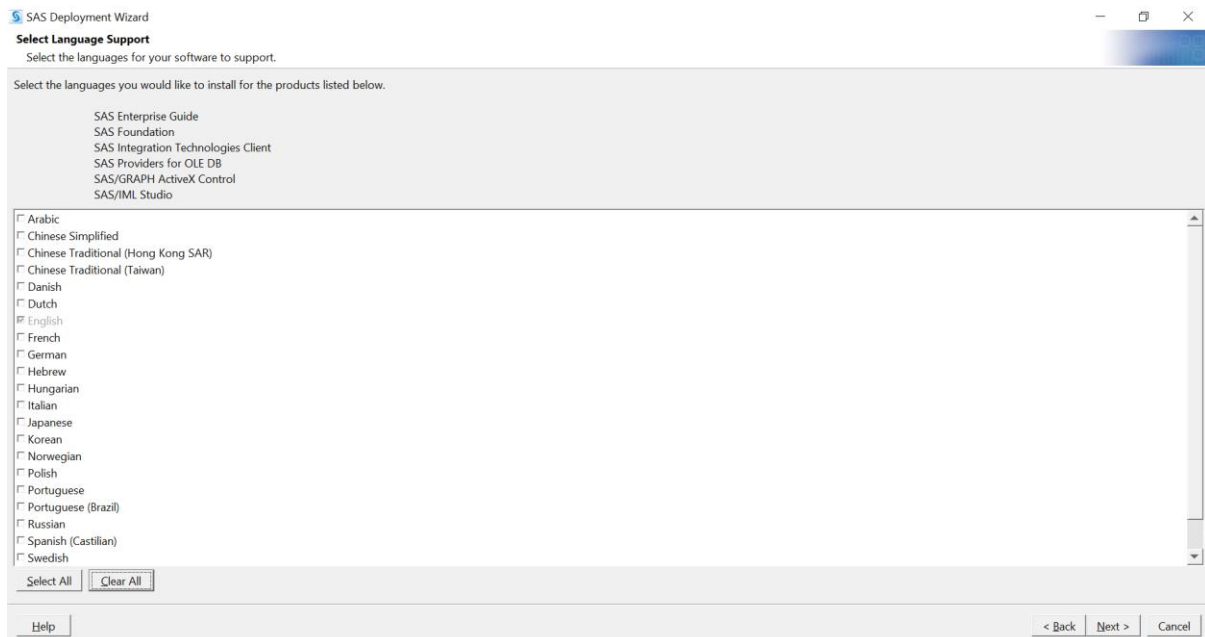 SAS Deployment Wizard
Select Language Support
Select the languages for your software to support.
Select the languages you would like to install for the products listed below.
SAS Enterprise Guide
SAS Foundation
SAS Integration Technologies Client
SAS Providers for OLE DB
SAS/GRAPH ActiveX Control
SAS/IML Studio
Arabic
Chinese Simplified
Chinese Traditional (Hong Kong SAR)
Chinese Traditional (Taiwan)
Danish
Dutch
English
French
German
Hebrew
Hungarian
Italian
Japanese
Korean
Norwegian
Polish
Portuguese
Portuguese (Brazil)
Russian
Spanish (Castilian)
Swedish
Select All Clear All
Help < Back Next > Cancel